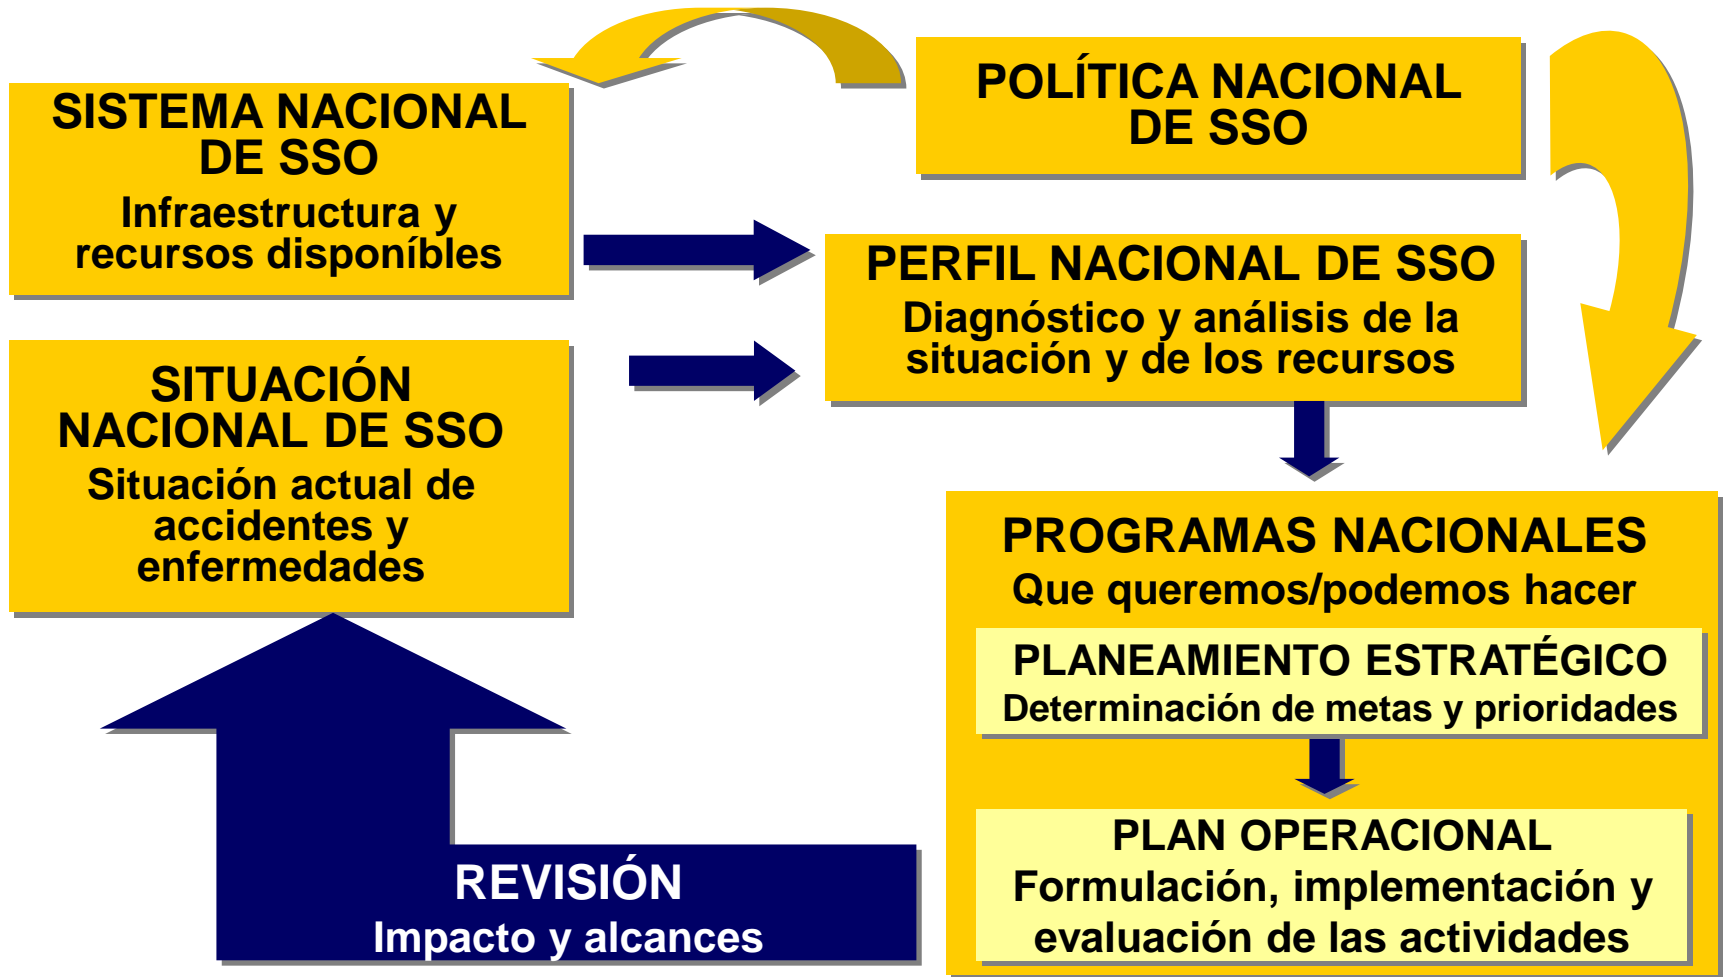 POLÍTICA NACIONAL
DE SSO
SISTEMA NACIONAL
DE SSO
Infraestructura y
recursos disponíbles
PERFIL NACIONAL DE SSO
Diagnóstico y análisis de la
situación y de los recursos
SITUACIÓN
NACIONAL DE SSO
Situación actual de
accidentes y
enfermedades
PROGRAMAS NACIONALES
Que queremos/podemos hacer
PLANEAMIENTO ESTRATÉGICO
Determinación de metas y prioridades
PLAN OPERACIONAL
Formulación, implementación y
evaluación de las actividades
REVISIÓN
Impacto y alcances